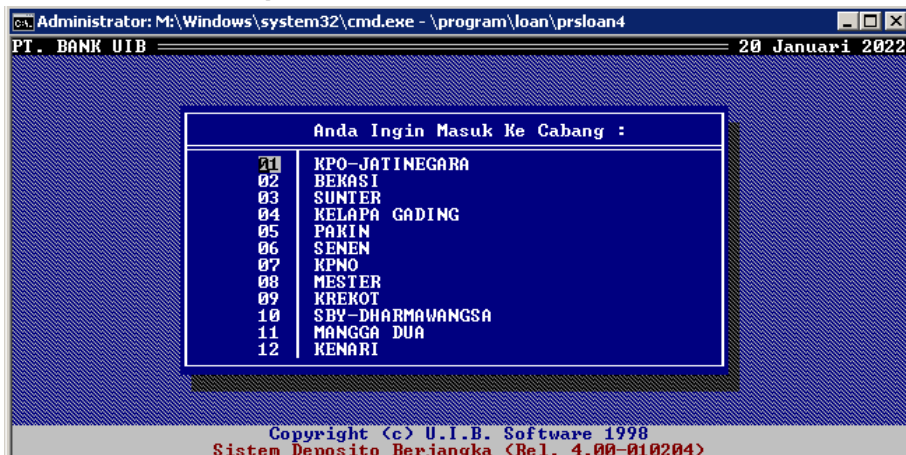 Administrator: M:\Windows\system32\cmd.exe - \program\loan\prsloan4
PT. BANK UIB 20 Januari 2022
Anda Ingin Masuk Ke Cabang :
01 KPO-JATINEGARA
02 BEKASI
03 SUNTER
04 KELAPA GADING
05 PAKIN
06 SENEN
07 KPNO
08 MESTER
09 KREKOT
10 SBY-DHARMAWANGSA
11 MANGGA DUA
12 KENARI
Copyright (c) U.I.B. Software 1998
Sistem Deposito Berjangka (Rel. 4.00-010204)